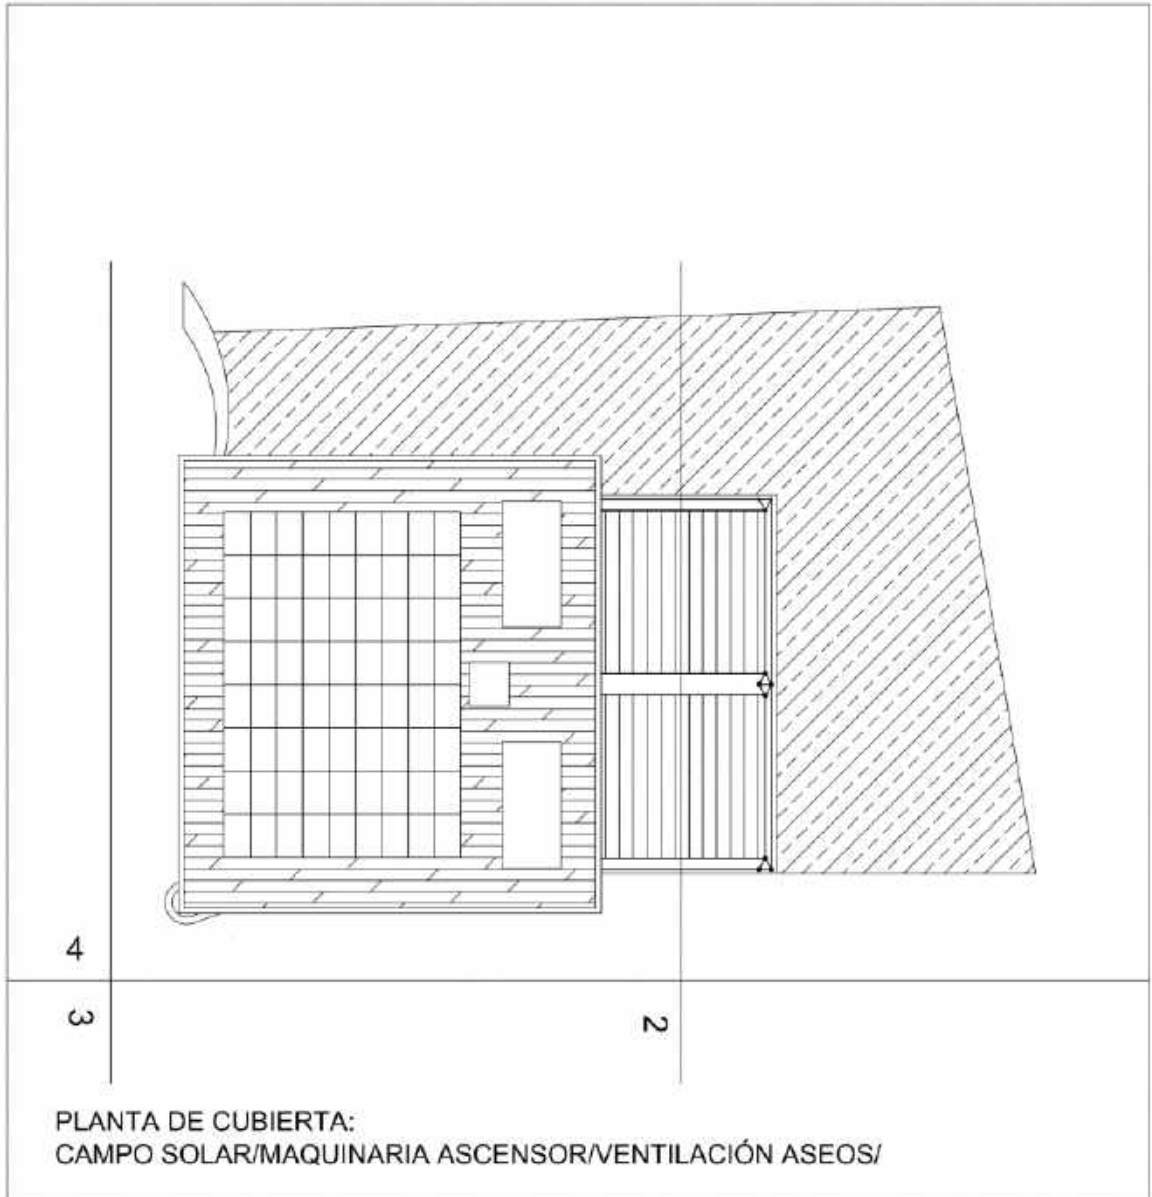 4
3
2
PLANTA DE CUBIERTA:
CAMPO SOLAR/MAQUINARIA ASCENSOR/VENTILACIÓN ASEOS/